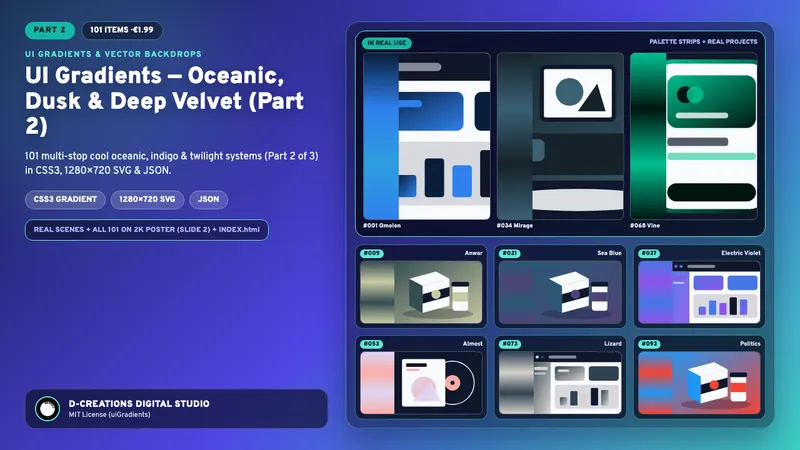 PART 2
101 ITEMS · €1.99
UI GRADIENTS & VECTOR BACKDROPS
UI Gradients — Oceanic,
Dusk & Deep Velvet (Part
2)
101 multi-stop cool oceanic, indigo & twilight systems (Part 2 of 3)
in CSS3, 1280×720 SVG & JSON.
CSS3 GRADIENT
1280×720 SVG
JSON
REAL SCENES + ALL 101 ON 2K POSTER (SLIDE 2) + INDEX.html
D-CREATIONS DIGITAL STUDIO
MIT License (uiGradients)
IN REAL USE
PALETTE STRIPS + REAL PROJECTS
#001 Omolon
#034 Mirage
#068 Vine
#009
Anwar
#021
Sea Blue
#037
Electric Violet
#053
Almost
#073
Lizard
#093
Politics